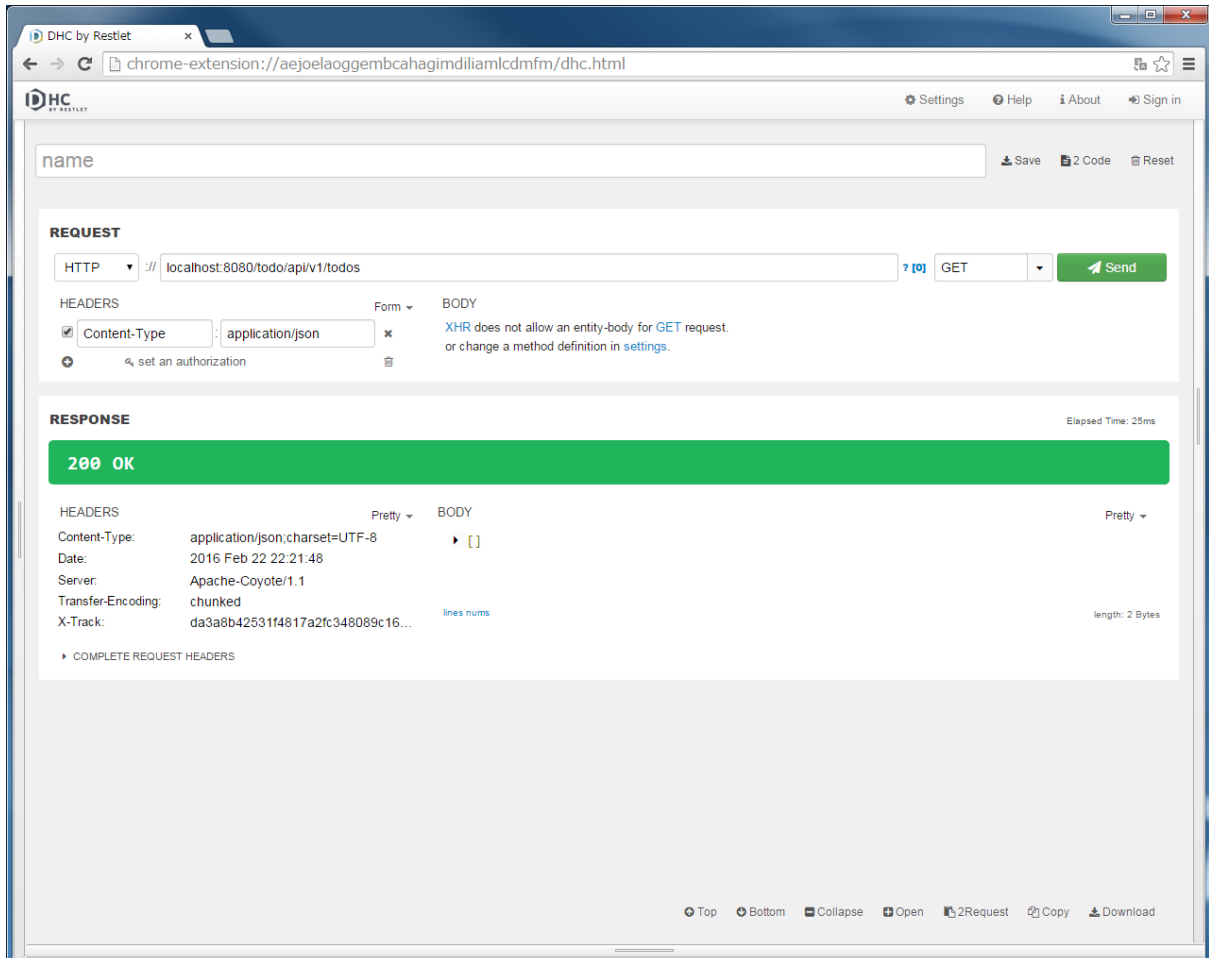 DHC by Restlet
chrome-extension://aejoelaoggembcahagimdiliamlcdmfm/dhc.html
DHC BY RESTLET Settings Help About Sign in
name Save 2 Code Reset
REQUEST
HTTP :// localhost:8080/todo/api/v1/todos ? [0] GET Send
HEADERS Form BODY
Content-Type : application/json XHR does not allow an entity-body for GET request.
or change a method definition in settings.
set an authorization
RESPONSE Elapsed Time: 25ms
200 OK
HEADERS Pretty BODY Pretty
Content-Type: application/json;charset=UTF-8 []
Date: 2016 Feb 22 22:21:48
Server: Apache-Coyote/1.1
Transfer-Encoding: chunked lines nums length: 2 Bytes
X-Track: da3a8b42531f4817a2fc348089c16...
COMPLETE REQUEST HEADERS
Top Bottom Collapse Open 2Request Copy Download